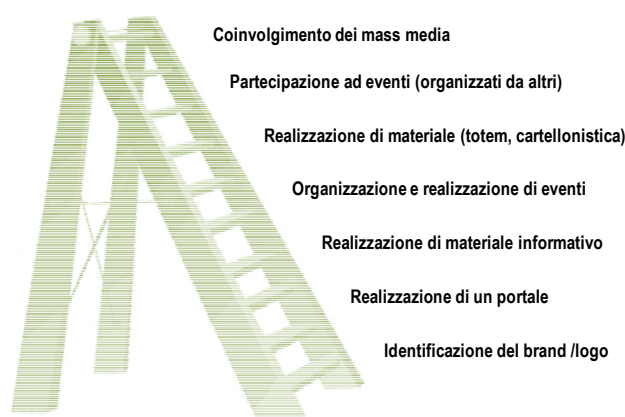 Coinvolgimento dei mass media
Partecipazione ad eventi (organizzati da altri)
Realizzazione di materiale (totem, cartellonistica)
Organizzazione e realizzazione di eventi
Realizzazione di materiale informativo
Realizzazione di un portale
Identificazione del brand /logo